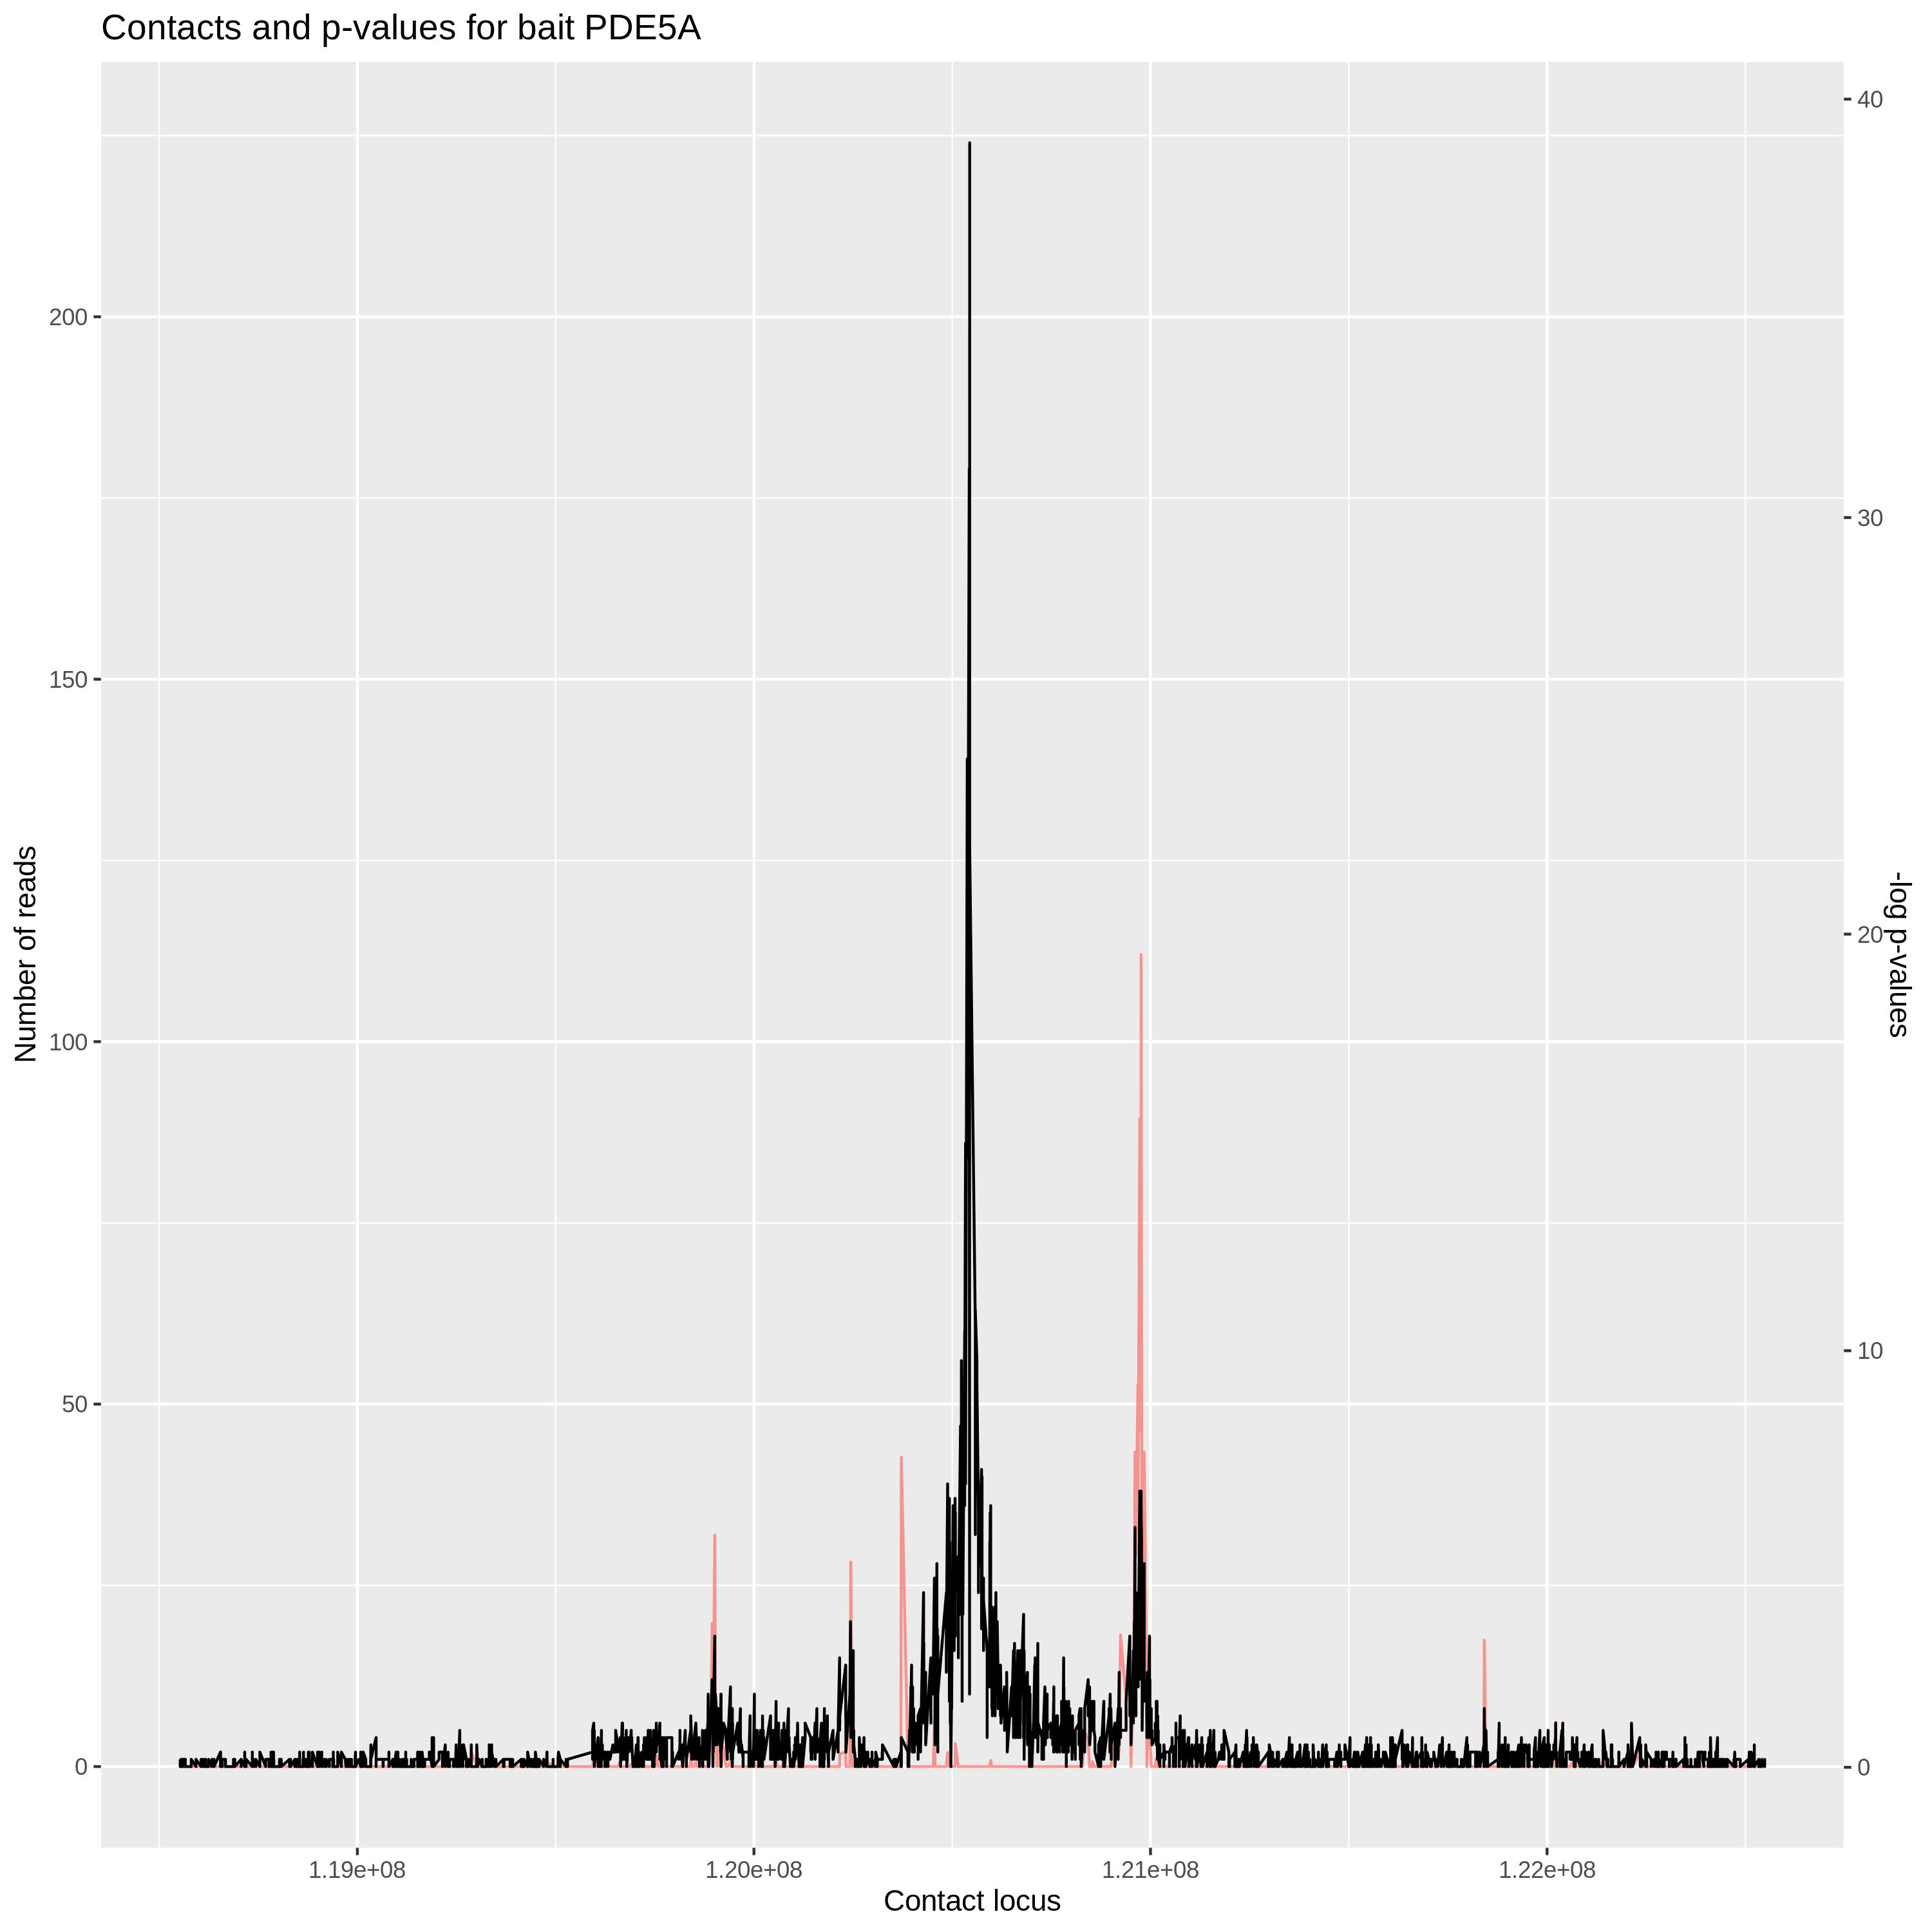 Contacts and p-values for bait PDE5A
Number of reads
200
150
100
50
0
40
30
20
10
0
-log p-values
1.19e+08 1.20e+08 1.21e+08 1.22e+08
Contact locus